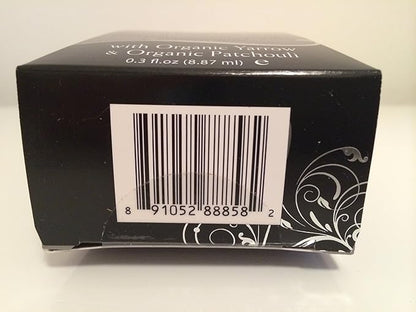 with Organic Yarrow
& Organic Patchouli
0.3 fl.oz (8.87 ml) e
8 91052 88858 2